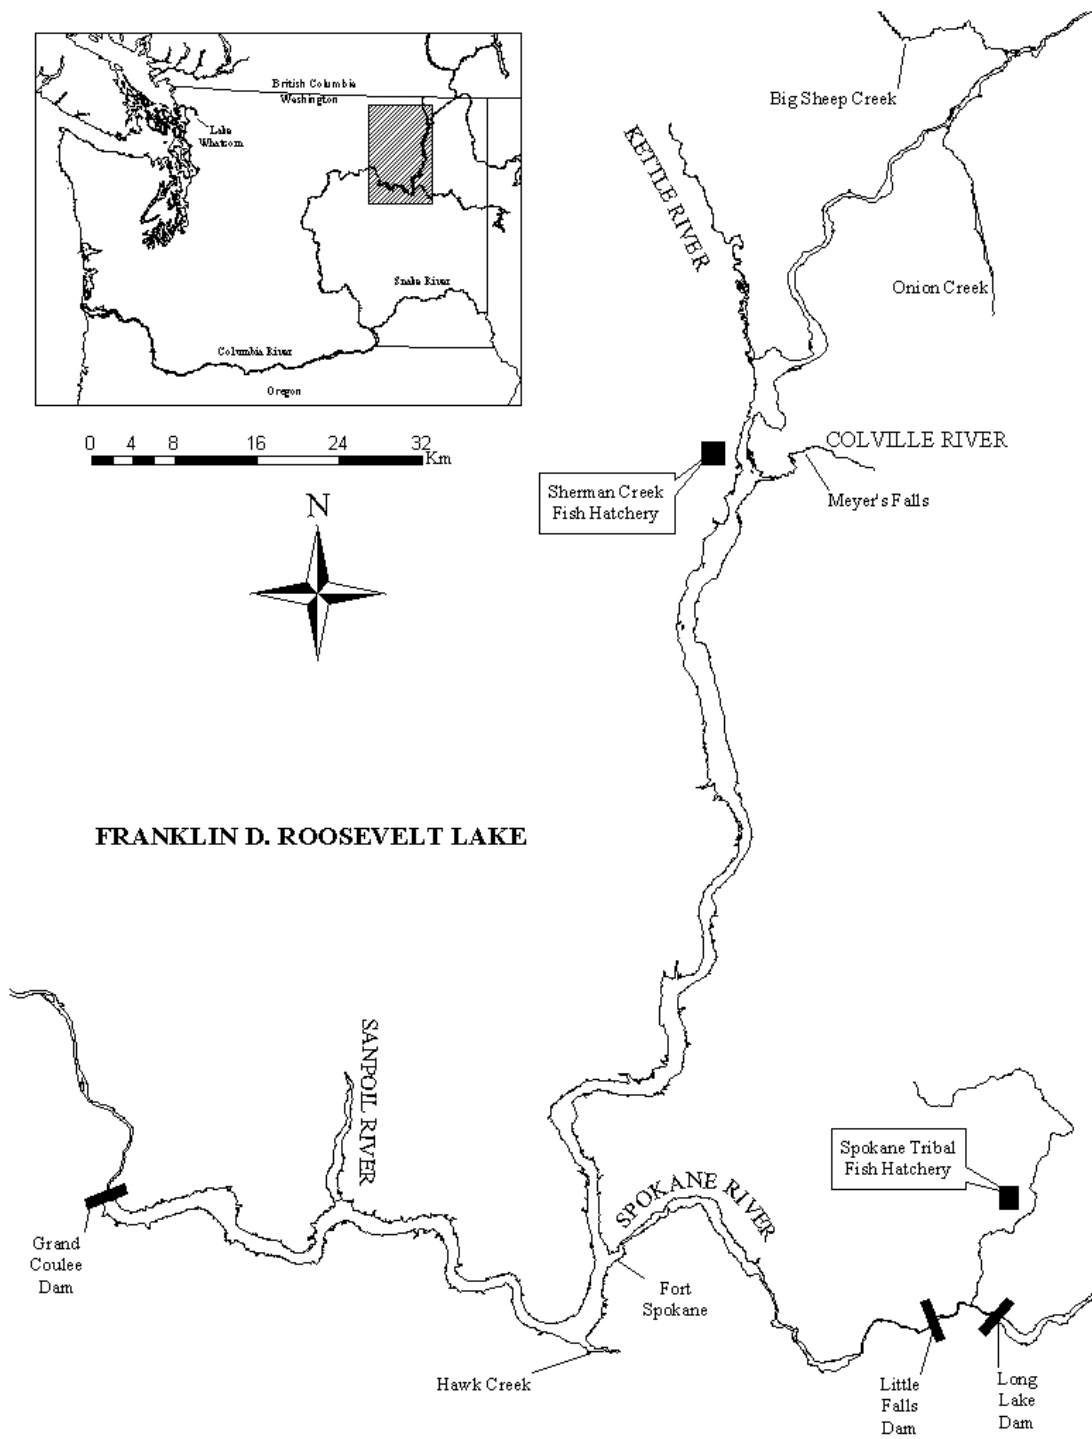 British Columbia
Washington
Lake
Whatcom
Snake River
Columbia River
Oregon
0 4 8 16 24 32
Km
N
Big Sheep Creek
KETTLE RIVER
Onion Creek
COLVILLE RIVER
Sherman Creek
Fish Hatchery
Meyer's Falls
FRANKLIN D. ROOSEVELT LAKE
SANPOIL RIVER
Spokane Tribal
Fish Hatchery
SPOKANE RIVER
Grand
Coulee
Dam
Fort
Spokane
Hawk Creek
Little
Falls
Dam
Long
Lake
Dam